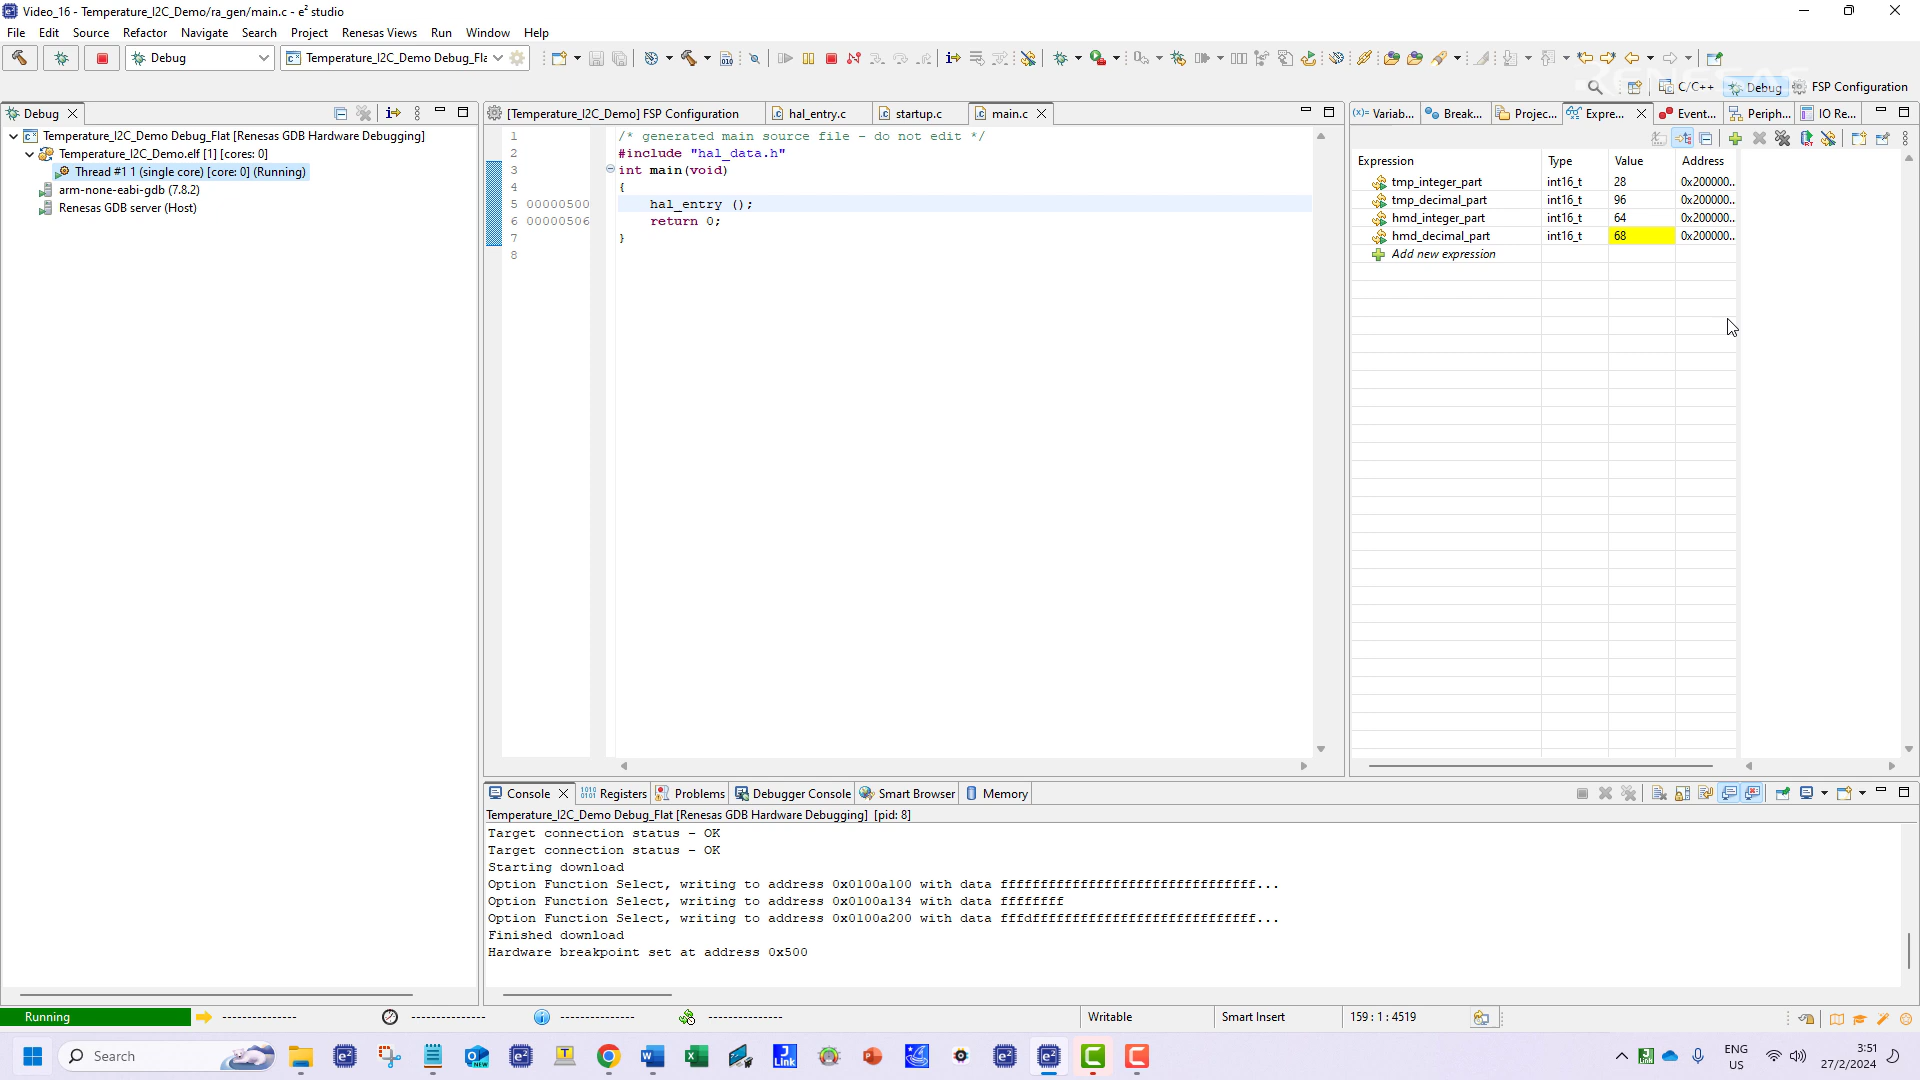 Video_16 - Temperature_I2C_Demo/ra_gen/main.c - e² studio
File Edit Source Refactor Navigate Search Project Renesas Views Run Window Help
Debug Temperature_I2C_Demo Debug_Fla
C/C++ Debug FSP Configuration
Debug
Temperature_I2C_Demo Debug_Flat [Renesas GDB Hardware Debugging]
Temperature_I2C_Demo.elf [1] [cores: 0]
Thread #1 1 (single core) [core: 0] (Running)
arm-none-eabi-gdb (7.8.2)
Renesas GDB server (Host)
[Temperature_I2C_Demo] FSP Configuration hal_entry.c startup.c main.c
1 /* generated main source file - do not edit */
2 #include "hal_data.h"
3 int main(void)
4 {
5 00000500 hal_entry ();
6 00000506 return 0;
7 }
8
(x)= Variab... Break... Projec... Expre... Event... Periph... IO Re...
Expression Type Value Address
tmp_integer_part int16_t 28 0x200000..
tmp_decimal_part int16_t 96 0x200000..
hmd_integer_part int16_t 64 0x200000..
hmd_decimal_part int16_t 68 0x200000..
Add new expression
Console Registers Problems Debugger Console Smart Browser Memory
Temperature_I2C_Demo Debug_Flat [Renesas GDB Hardware Debugging] [pid: 8]
Target connection status - OK
Target connection status - OK
Starting download
Option Function Select, writing to address 0x0100a100 with data ffffffffffffffffffffffffffffffff...
Option Function Select, writing to address 0x0100a134 with data ffffffff
Option Function Select, writing to address 0x0100a200 with data fffdffffffffffffffffffffffffffff...
Finished download
Hardware breakpoint set at address 0x500
Running --------------- --------------- --------------- --------------- Writable Smart Insert 159 : 1 : 4519
Search
ENG
US
3:51
27/2/2024